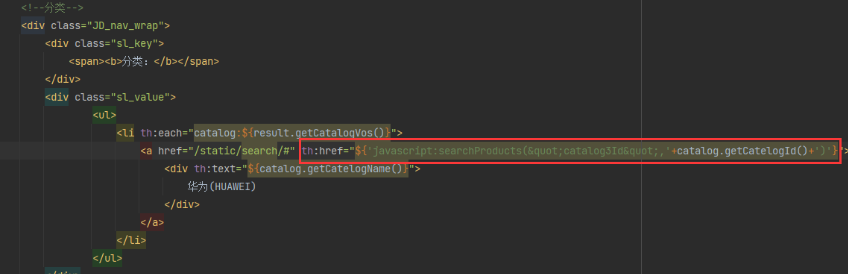 <!--分类-->
<div class="JD_nav_wrap">
<div class="sl_key">
<span><b>分类：</b></span>
</div>
<div class="sl_value">
<ul>
<li th:each="catalog:${result.getCatalogVos()}">
<a href="/static/search/#" th:href="${'javascript:searchProducts(&quot;catalog3Id&quot;,'+catalog.getCatelogId()+')'}">
<div th:text="${catalog.getCatelogName()}">
华为(HUAWEI)
</div>
</a>
</li>
</ul>
</div>